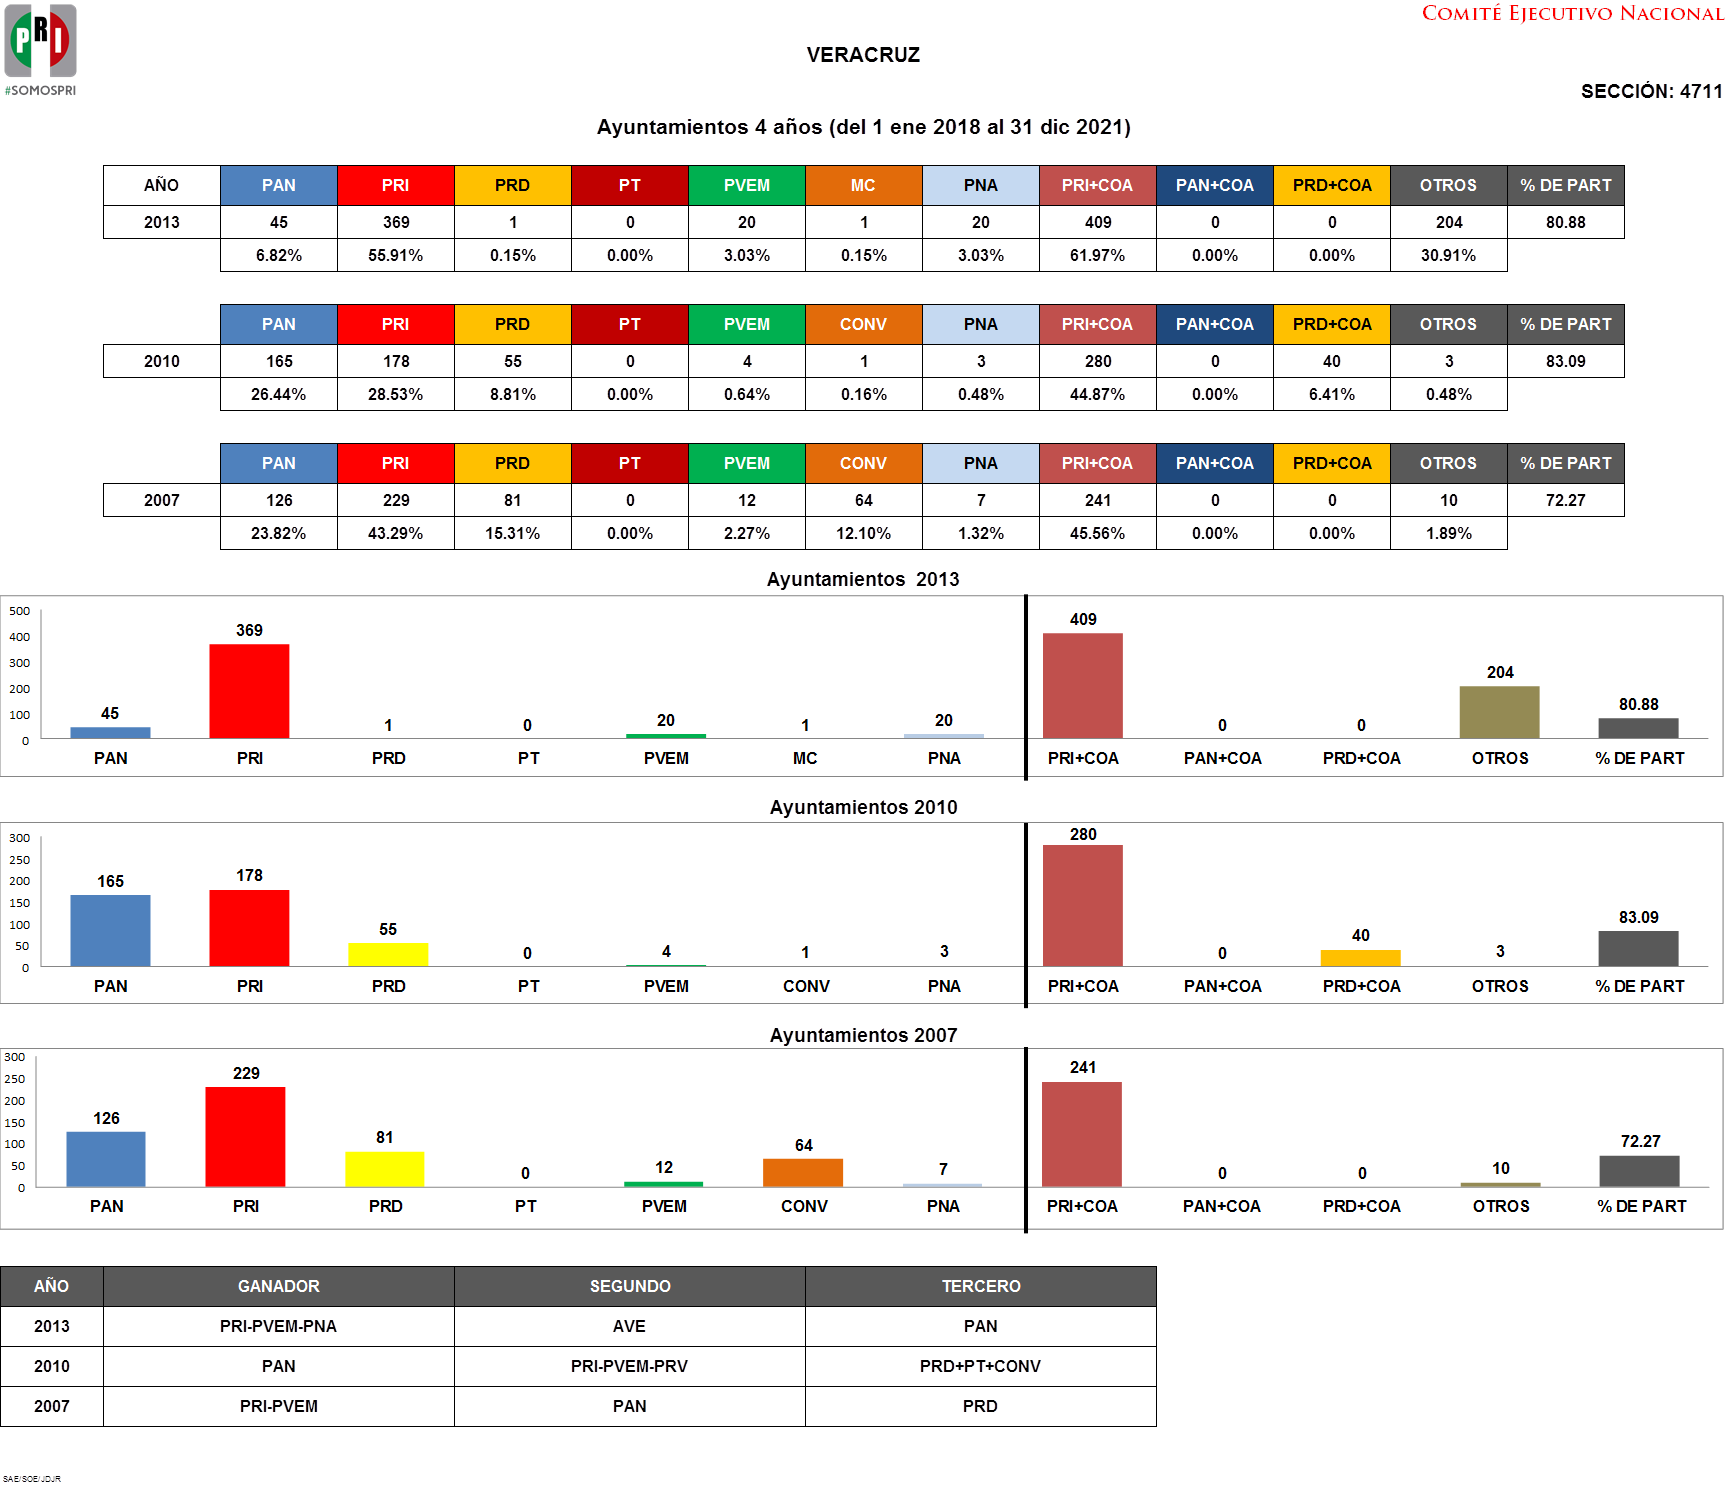 PRI
#SOMOSPRI
COMITÉ EJECUTIVO NACIONAL
VERACRUZ
SECCIÓN: 4711
Ayuntamientos 4 años (del 1 ene 2018 al 31 dic 2021)
AÑO PAN PRI PRD PT PVEM MC PNA PRI+COA PAN+COA PRD+COA OTROS % DE PART
2013 45 369 1 0 20 1 20 409 0 0 204 80.88
6.82% 55.91% 0.15% 0.00% 3.03% 0.15% 3.03% 61.97% 0.00% 0.00% 30.91%
PAN PRI PRD PT PVEM CONV PNA PRI+COA PAN+COA PRD+COA OTROS % DE PART
2010 165 178 55 0 4 1 3 280 0 40 3 83.09
26.44% 28.53% 8.81% 0.00% 0.64% 0.16% 0.48% 44.87% 0.00% 6.41% 0.48%
PAN PRI PRD PT PVEM CONV PNA PRI+COA PAN+COA PRD+COA OTROS % DE PART
2007 126 229 81 0 12 64 7 241 0 0 10 72.27
23.82% 43.29% 15.31% 0.00% 2.27% 12.10% 1.32% 45.56% 0.00% 0.00% 1.89%
Ayuntamientos 2013
500
400
300
200
100
0
45 369 1 0 20 1 20 409 0 0 204 80.88
PAN PRI PRD PT PVEM MC PNA PRI+COA PAN+COA PRD+COA OTROS % DE PART
Ayuntamientos 2010
300
250
200
150
100
50
0
165 178 55 0 4 1 3 280 0 40 3 83.09
PAN PRI PRD PT PVEM CONV PNA PRI+COA PAN+COA PRD+COA OTROS % DE PART
Ayuntamientos 2007
300
250
200
150
100
50
0
126 229 81 0 12 64 7 241 0 0 10 72.27
PAN PRI PRD PT PVEM CONV PNA PRI+COA PAN+COA PRD+COA OTROS % DE PART
AÑO GANADOR SEGUNDO TERCERO
2013 PRI-PVEM-PNA AVE PAN
2010 PAN PRI-PVEM-PRV PRD+PT+CONV
2007 PRI-PVEM PAN PRD
SAE/SOE/JDJR